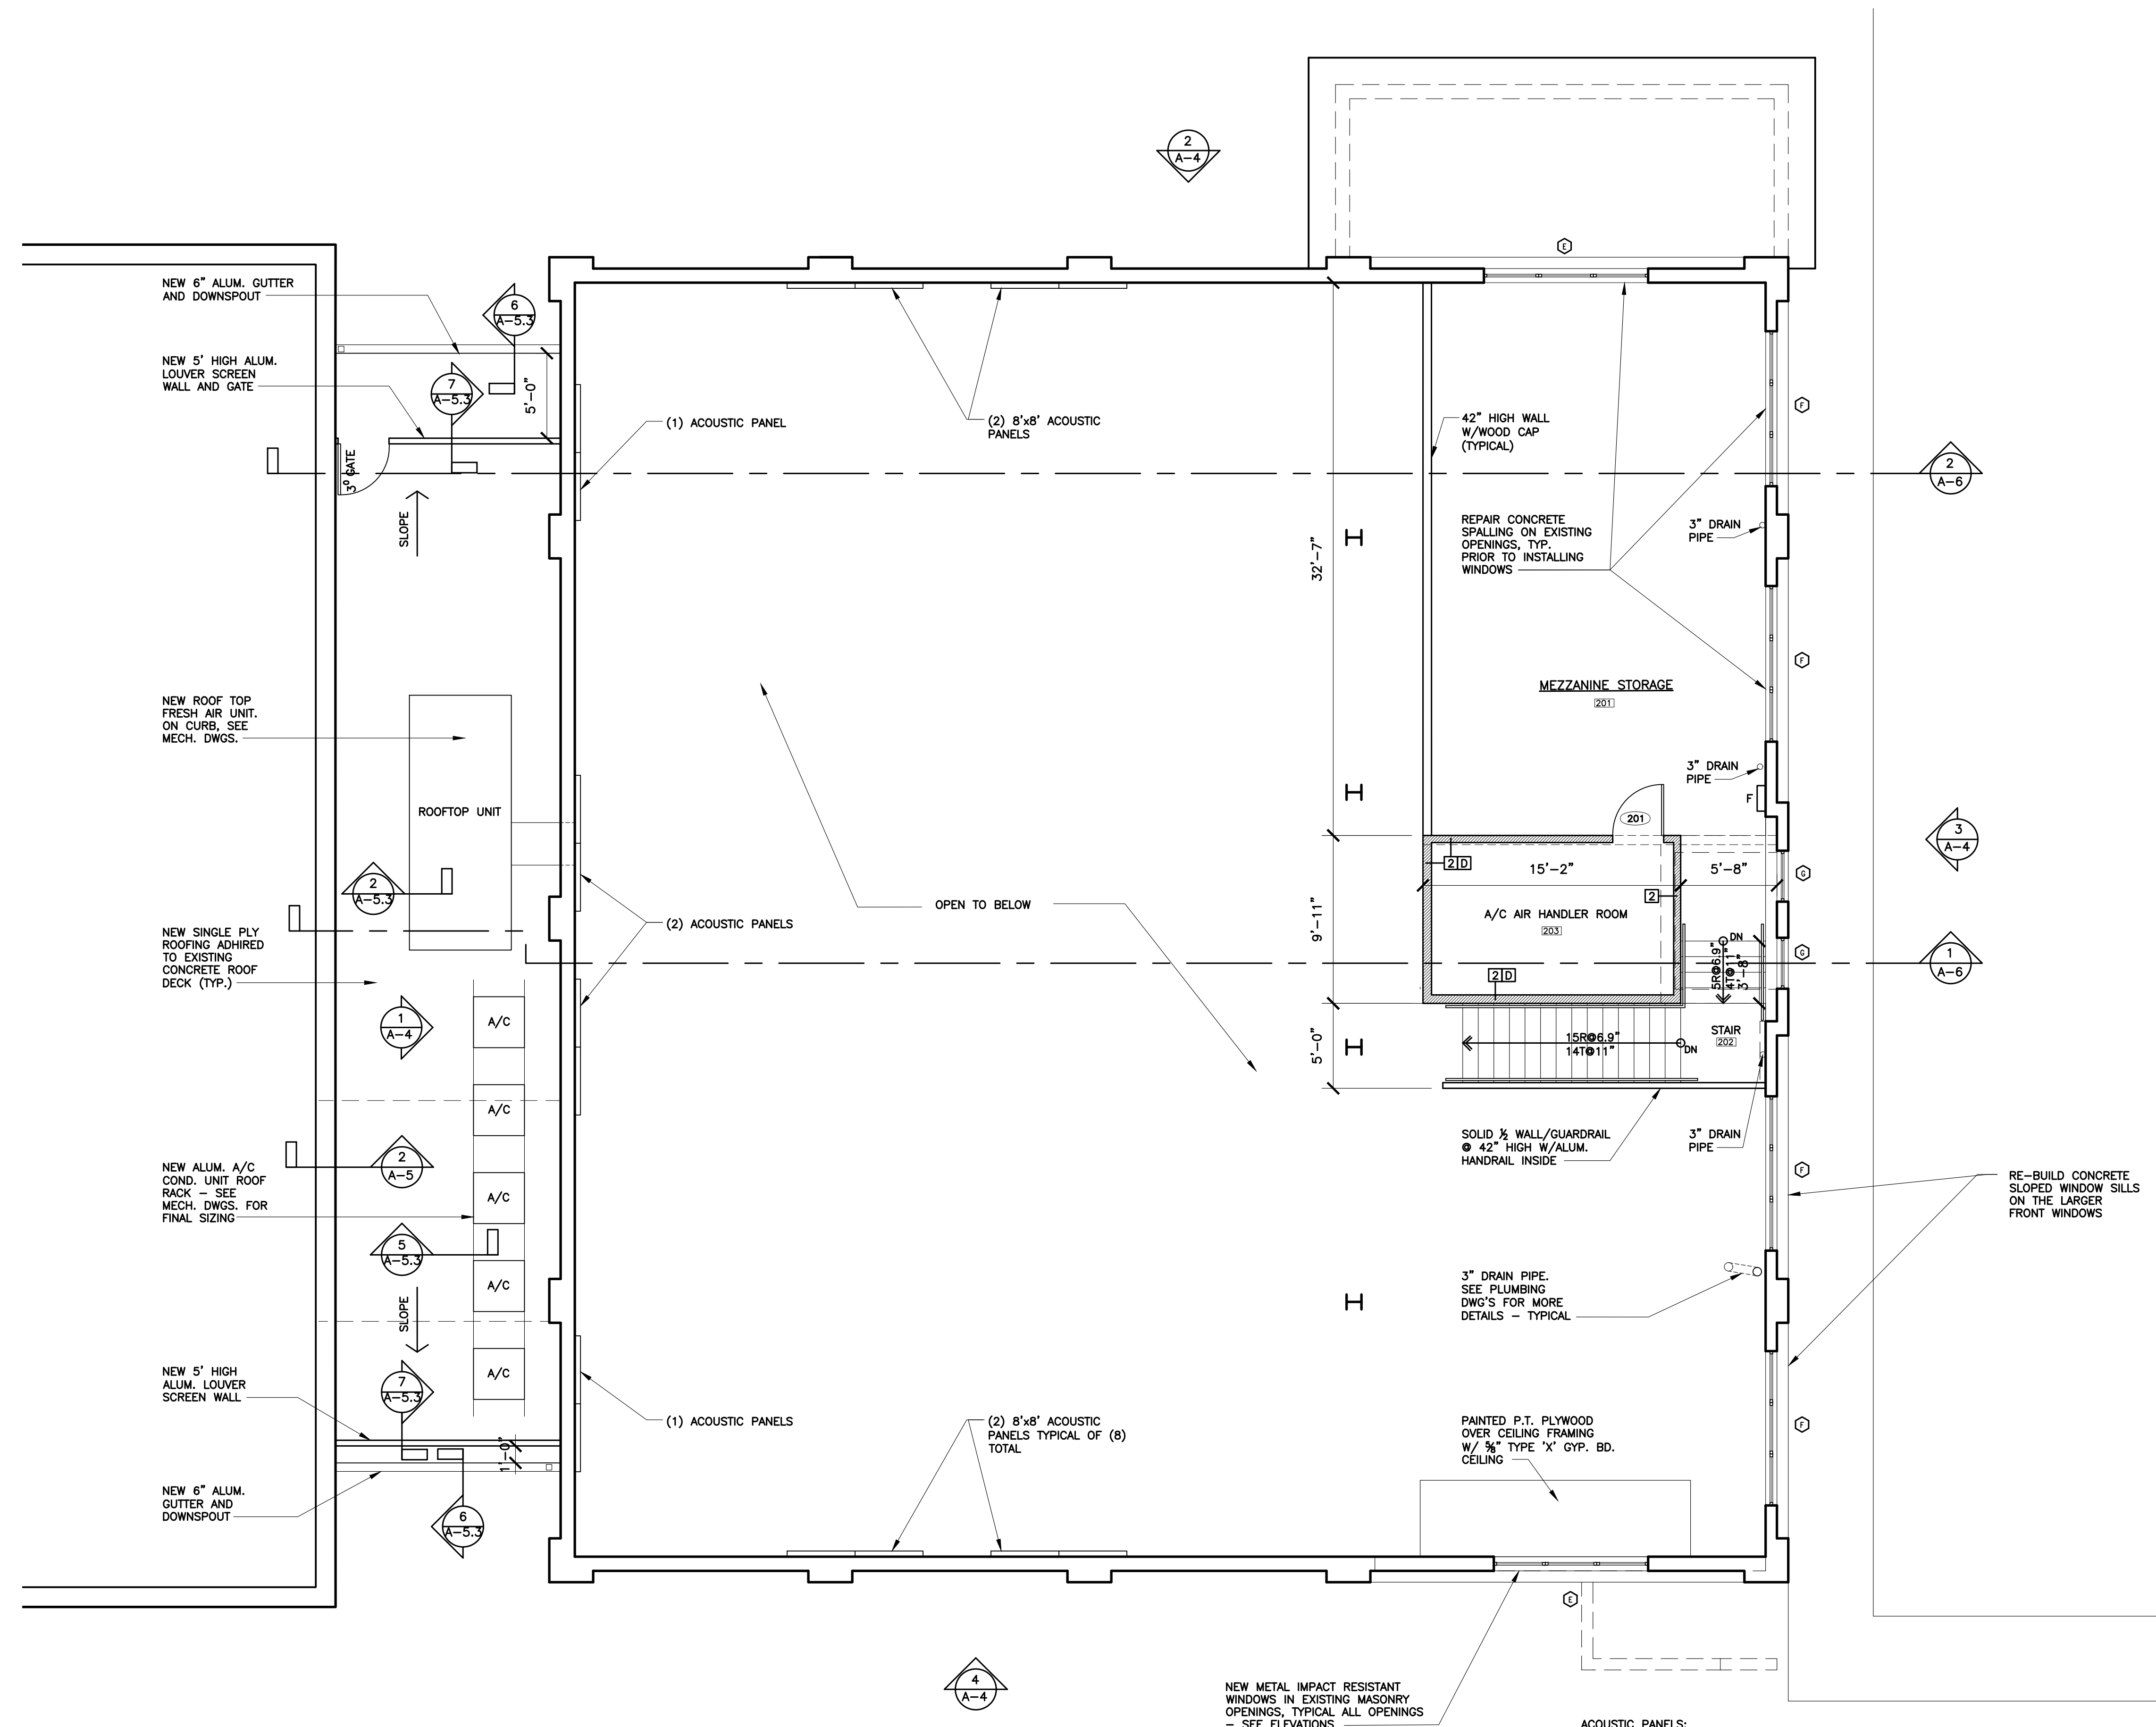 2
A-4
E
NEW 6" ALUM. GUTTER
AND DOWNSPOUT
6
A-5.3
NEW 5' HIGH ALUM.
LOUVER SCREEN
WALL AND GATE
7
A-5.3
5'-0"
3⁰ GATE
SLOPE
(1) ACOUSTIC PANEL
(2) 8'x8' ACOUSTIC
PANELS
42" HIGH WALL
W/WOOD CAP
(TYPICAL)
F
2
A-6
32'-7"
REPAIR CONCRETE
SPALLING ON EXISTING
OPENINGS, TYP.
PRIOR TO INSTALLING
WINDOWS
3" DRAIN
PIPE
F
MEZZANINE STORAGE
201
NEW ROOF TOP
FRESH AIR UNIT.
ON CURB, SEE
MECH. DWGS.
ROOFTOP UNIT
3" DRAIN
PIPE
F
201
3
A-4
2
A-5.3
2 D
15'-2"
5'-8"
G
2
OPEN TO BELOW
9'-11"
A/C AIR HANDLER ROOM
203
(2) ACOUSTIC PANELS
NEW SINGLE PLY
ROOFING ADHIRED
TO EXISTING
CONCRETE ROOF
DECK (TYP.)
DN
5R@6.9"
4T@11"
3'-8"
G
1
A-6
2 D
1
A-4
A/C
5'-0"
15R@6.9"
14T@11"
DN
STAIR
202
A/C
SOLID ½ WALL/GUARDRAIL
@ 42" HIGH W/ALUM.
HANDRAIL INSIDE
3" DRAIN
PIPE
F
RE-BUILD CONCRETE
SLOPED WINDOW SILLS
ON THE LARGER
FRONT WINDOWS
2
A-5
NEW ALUM. A/C
COND. UNIT ROOF
RACK - SEE
MECH. DWGS. FOR
FINAL SIZING
A/C
5
A-5.3
A/C
3" DRAIN PIPE.
SEE PLUMBING
DWG'S FOR MORE
DETAILS - TYPICAL
SLOPE
A/C
NEW 5' HIGH
ALUM. LOUVER
SCREEN WALL
7
A-5.3
(1) ACOUSTIC PANELS
(2) 8'x8' ACOUSTIC
PANELS TYPICAL OF (8)
TOTAL
PAINTED P.T. PLYWOOD
OVER CEILING FRAMING
W/ ⅝" TYPE 'X' GYP. BD.
CEILING
F
1'-0"
NEW 6" ALUM.
GUTTER AND
DOWNSPOUT
6
A-5.3
E
4
A-4
NEW METAL IMPACT RESISTANT
WINDOWS IN EXISTING MASONRY
OPENINGS, TYPICAL ALL OPENINGS
- SEE ELEVATIONS
ACOUSTIC PANELS: